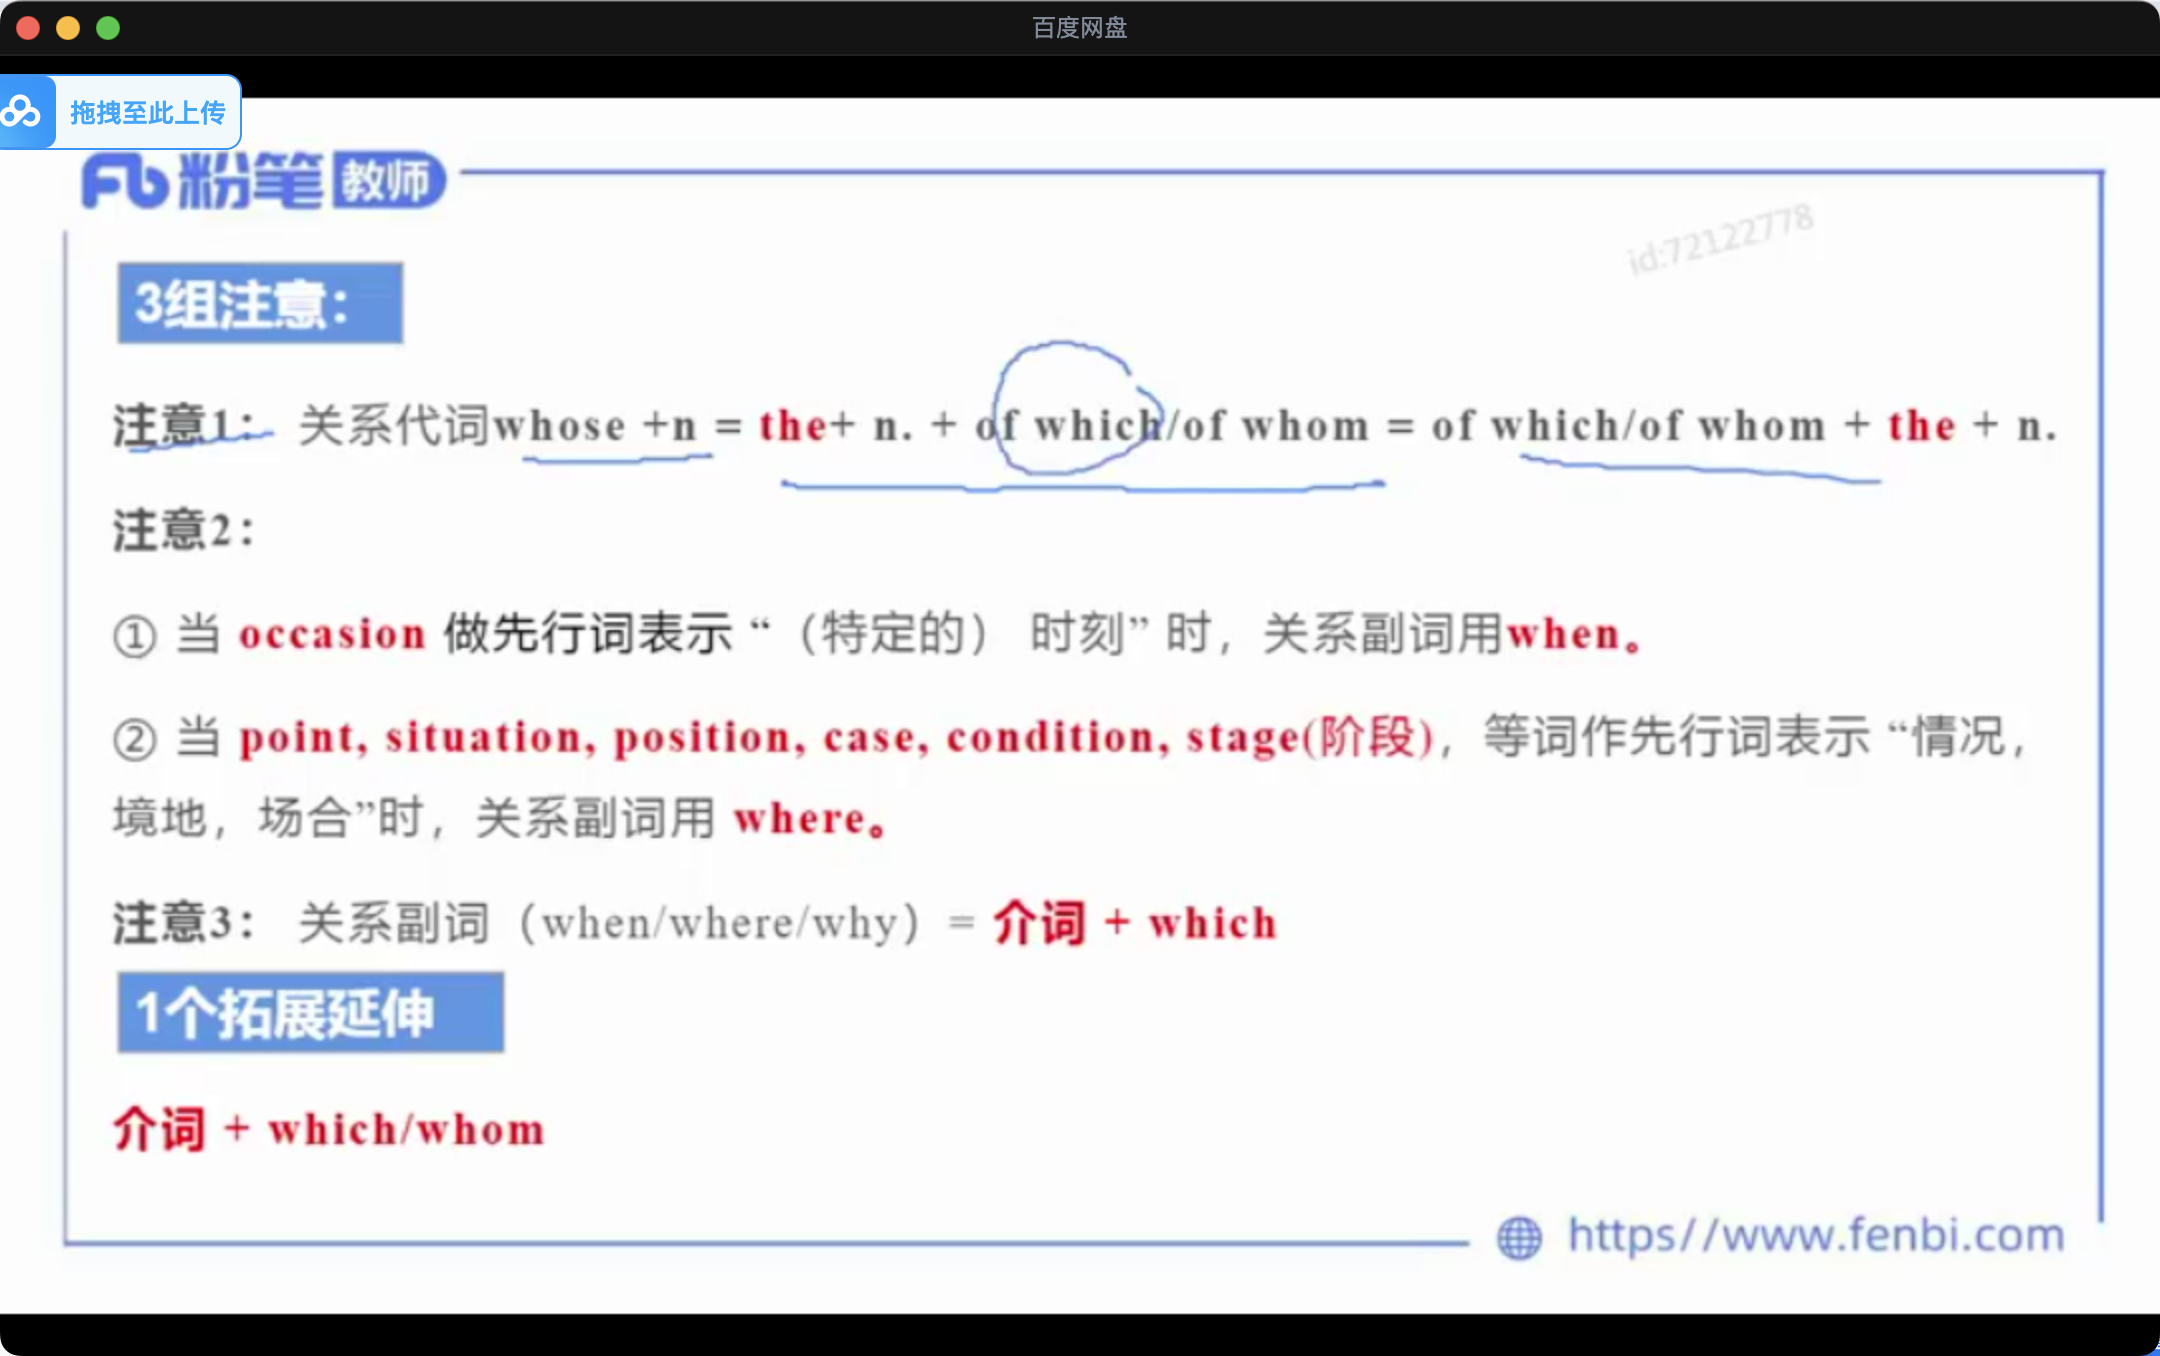 百度网盘
拖拽至此上传
粉笔 教师
id:72122778
3组注意：
注意1： 关系代词whose +n = the+ n. + of which/of whom = of which/of whom + the + n.
注意2：
① 当 occasion 做先行词表示 “（特定的） 时刻” 时，关系副词用when。
② 当 point, situation, position, case, condition, stage(阶段)，等词作先行词表示 “情况，
境地，场合”时，关系副词用 where。
注意3： 关系副词（when/where/why）= 介词 + which
1个拓展延伸
介词 + which/whom
https//www.fenbi.com